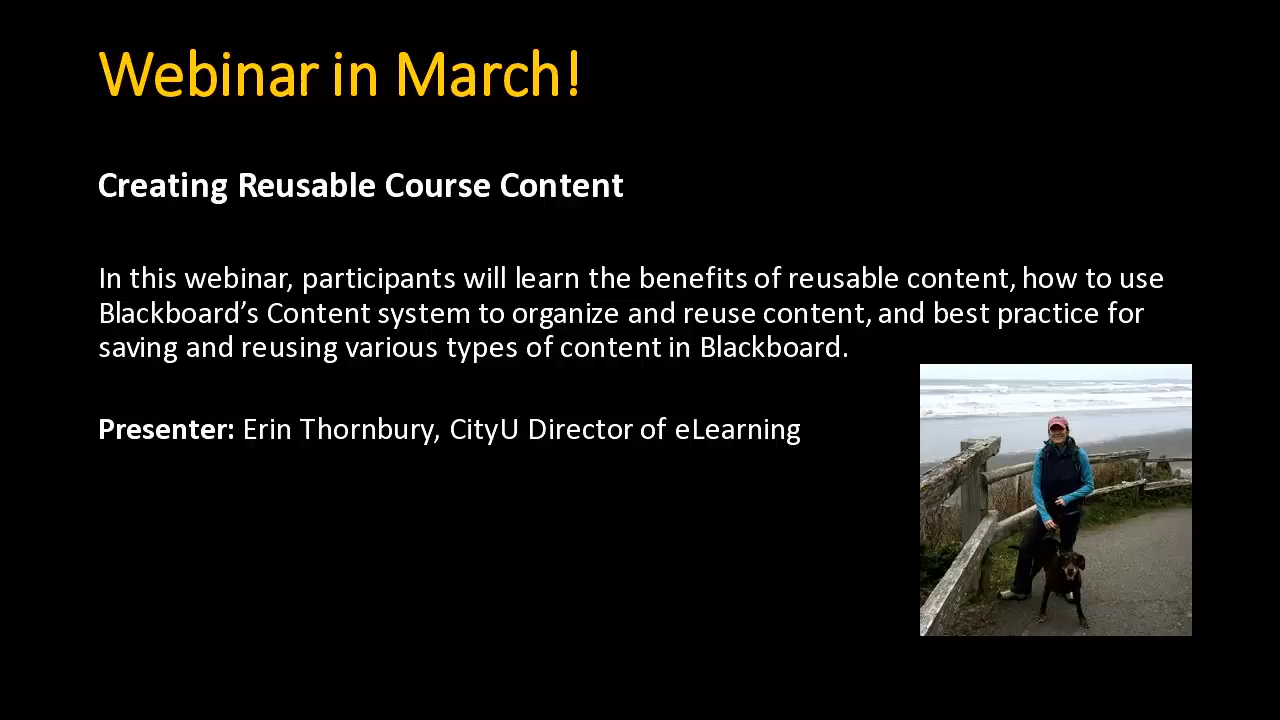 Webinar in March!
Creating Reusable Course Content
In this webinar, participants will learn the benefits of reusable content, how to use
Blackboard’s Content system to organize and reuse content, and best practice for
saving and reusing various types of content in Blackboard.
Presenter: Erin Thornbury, CityU Director of eLearning